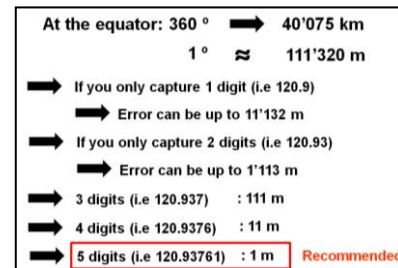 At the equator: 360 º ➡ 40'075 km
1 º ≈ 111'320 m
➡ If you only capture 1 digit (i.e 120.9)
➡ Error can be up to 11'132 m
➡ If you only capture 2 digits (i.e 120.93)
➡ Error can be up to 1'113 m
➡ 3 digits (i.e 120.937) : 111 m
➡ 4 digits (i.e 120.9376) : 11 m
➡ 5 digits (i.e 120.93761) : 1 m Recommended